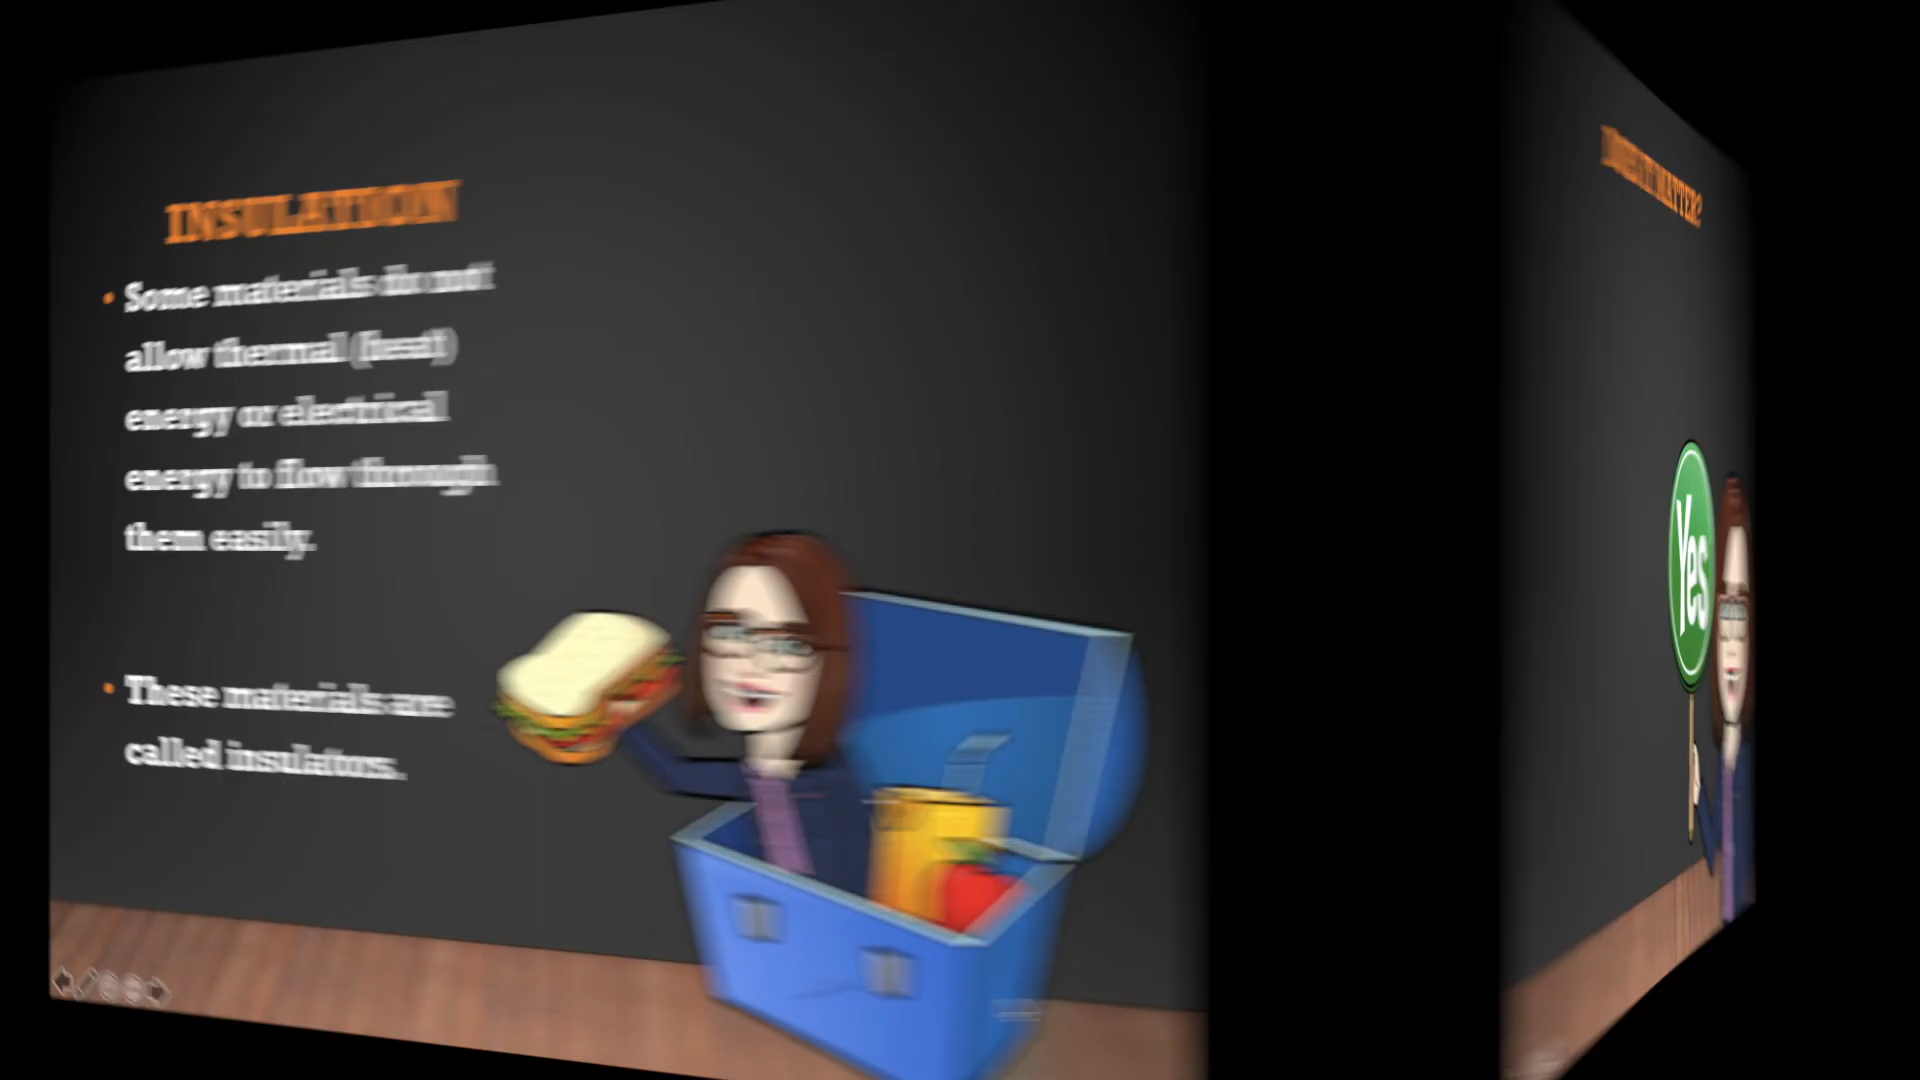 INSULATION
• Some materials do not
allow thermal (heat)
energy or electrical
energy to flow through
them easily.
• These materials are
called insulators.
MATTER?
Yes